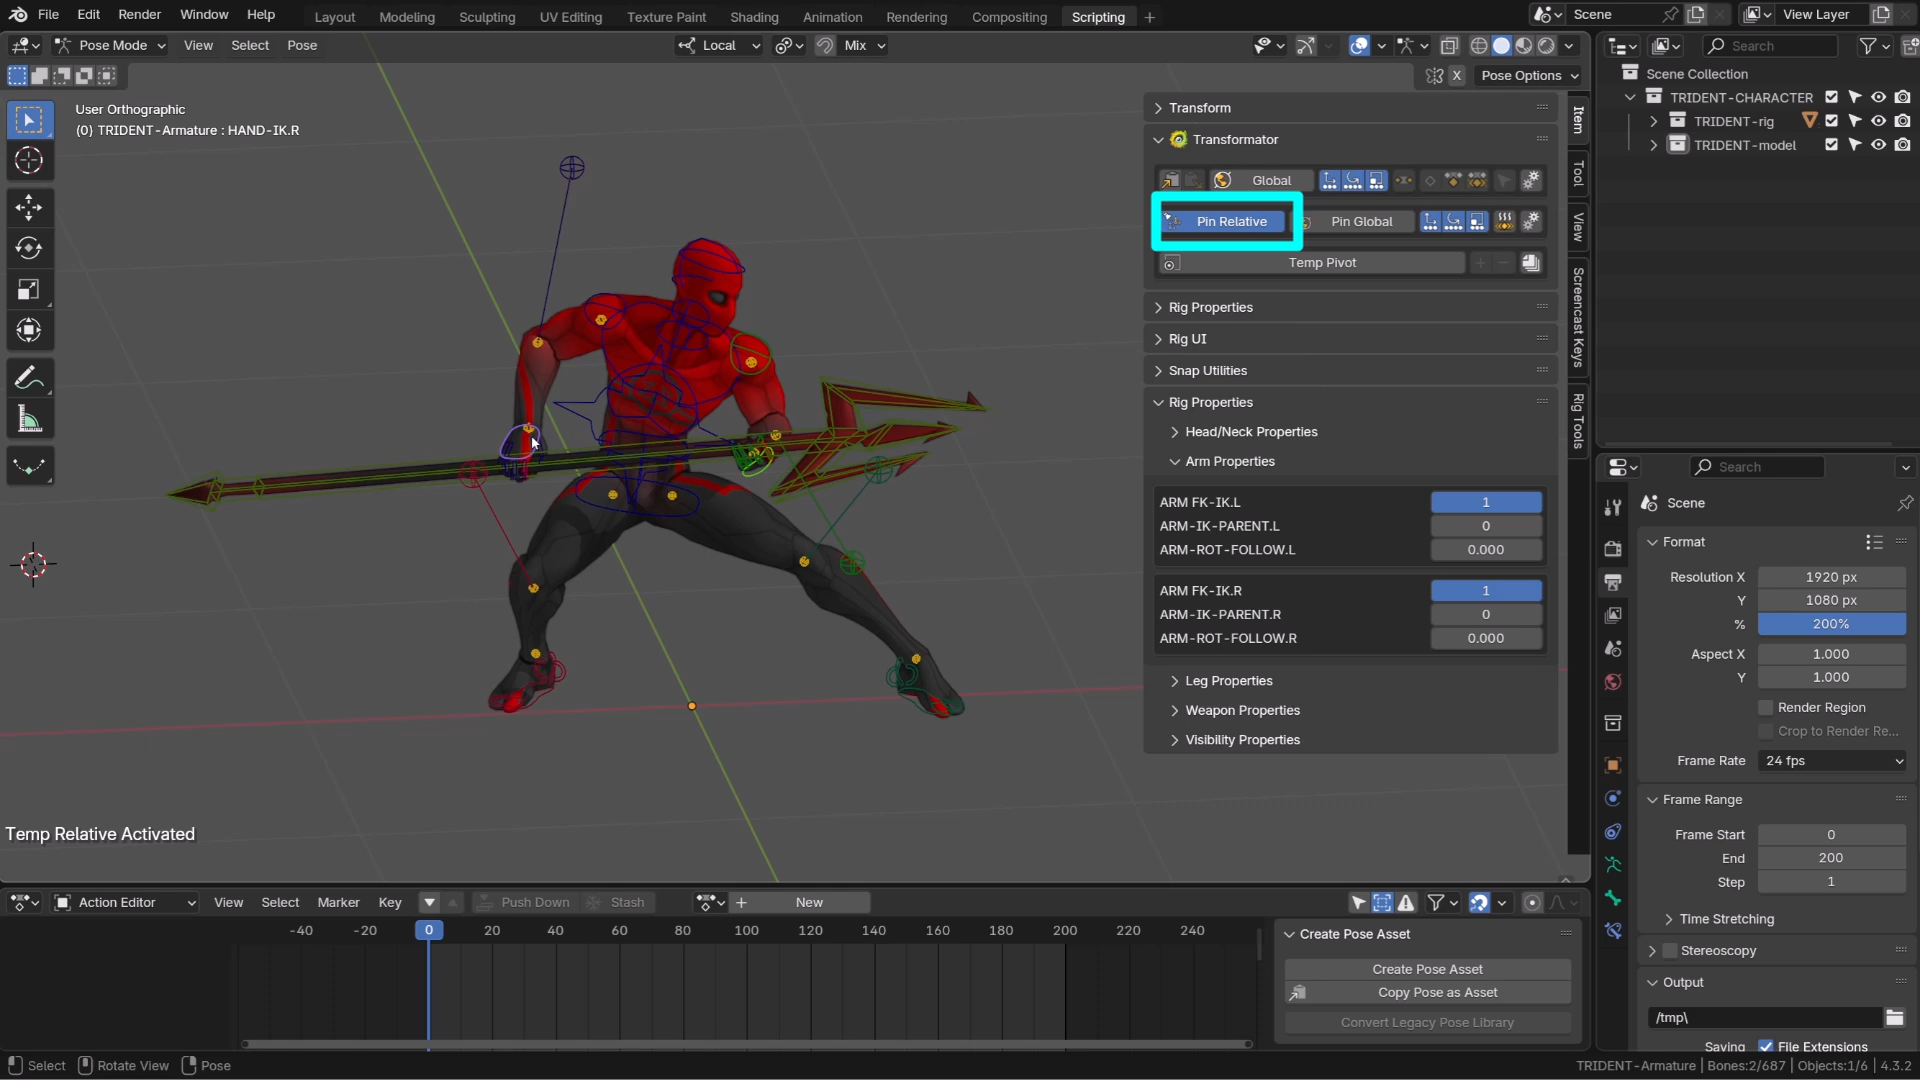 File Edit Render Window Help
Layout Modeling Sculpting UV Editing Texture Paint Shading Animation Rendering Compositing Scripting +
Scene
View Layer
Pose Mode View Select Pose
Local
Mix
Search
X Pose Options
User Orthographic
(0) TRIDENT-Armature : HAND-IK.R
Scene Collection
TRIDENT-CHARACTER
TRIDENT-rig
TRIDENT-model
Item
Tool
View
Screencast Keys
Rig Tools
Transform
Transformator
Global
Pin Relative
Pin Global
Temp Pivot
Rig Properties
Rig UI
Snap Utilities
Rig Properties
Head/Neck Properties
Arm Properties
ARM FK-IK.L 1
ARM-IK-PARENT.L 0
ARM-ROT-FOLLOW.L 0.000
ARM FK-IK.R 1
ARM-IK-PARENT.R 0
ARM-ROT-FOLLOW.R 0.000
Leg Properties
Weapon Properties
Visibility Properties
Search
Scene
Format
Resolution X 1920 px
Y 1080 px
% 200%
Aspect X 1.000
Y 1.000
Render Region
Crop to Render Re...
Frame Rate 24 fps
Frame Range
Frame Start 0
End 200
Step 1
Time Stretching
Stereoscopy
Output
/tmp\
Saving File Extensions
Temp Relative Activated
Action Editor View Select Marker Key Push Down Stash + New
-40 -20 0 20 40 60 80 100 120 140 160 180 200 220 240
Create Pose Asset
Create Pose Asset
Copy Pose as Asset
Convert Legacy Pose Library
Select Rotate View Pose
TRIDENT-Armature | Bones:2/687 | Objects:1/6 | 4.3.2